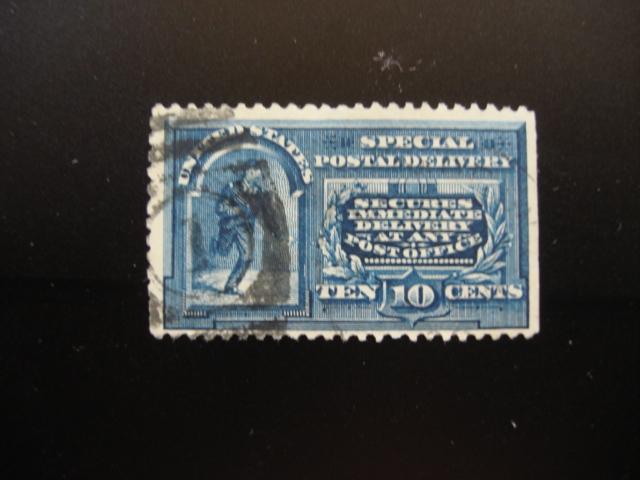 UNITED STATES
SPECIAL
POSTAL DELIVERY
SECURES
IMMEDIATE
DELIVERY
AT ANY
POST OFFICE
TEN 10 CENTS